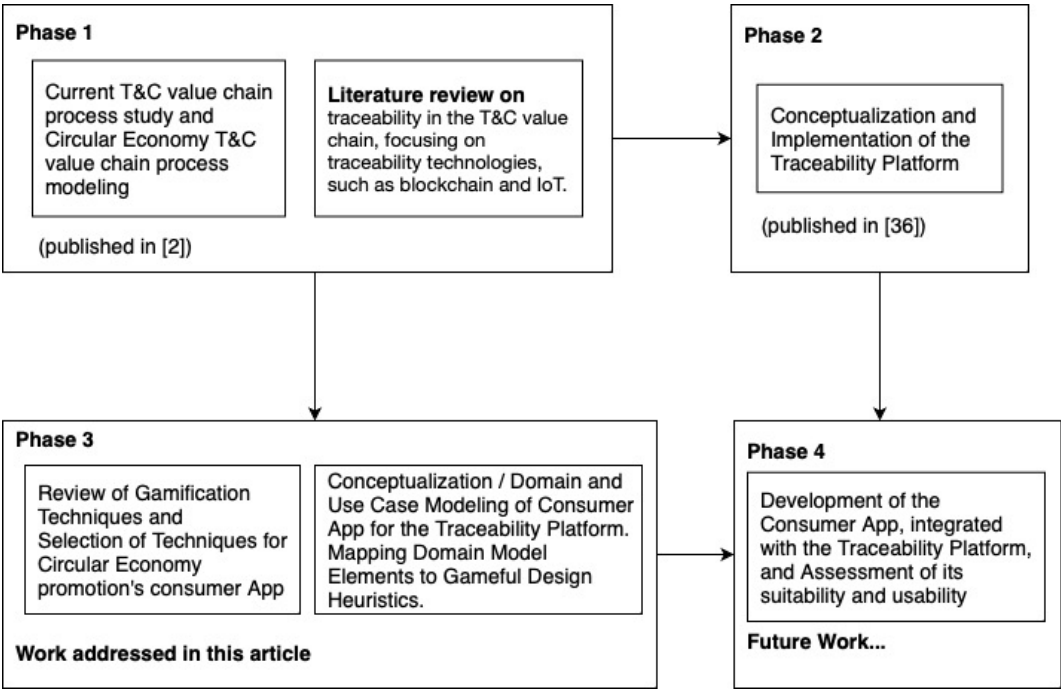 Phase 1
Current T&C value chain
process study and
Circular Economy T&C
value chain process
modeling
Literature review on
traceability in the T&C value
chain, focusing on
traceability technologies,
such as blockchain and IoT.
(published in [2])
Phase 2
Conceptualization and
Implementation of the
Traceability Platform
(published in [36])
Phase 3
Review of Gamification
Techniques and
Selection of Techniques for
Circular Economy
promotion's consumer App
Conceptualization / Domain and
Use Case Modeling of Consumer
App for the Traceability Platform.
Mapping Domain Model
Elements to Gameful Design
Heuristics.
Work addressed in this article
Phase 4
Development of the
Consumer App, integrated
with the Traceability Platform,
and Assessment of its
suitability and usability
Future Work...